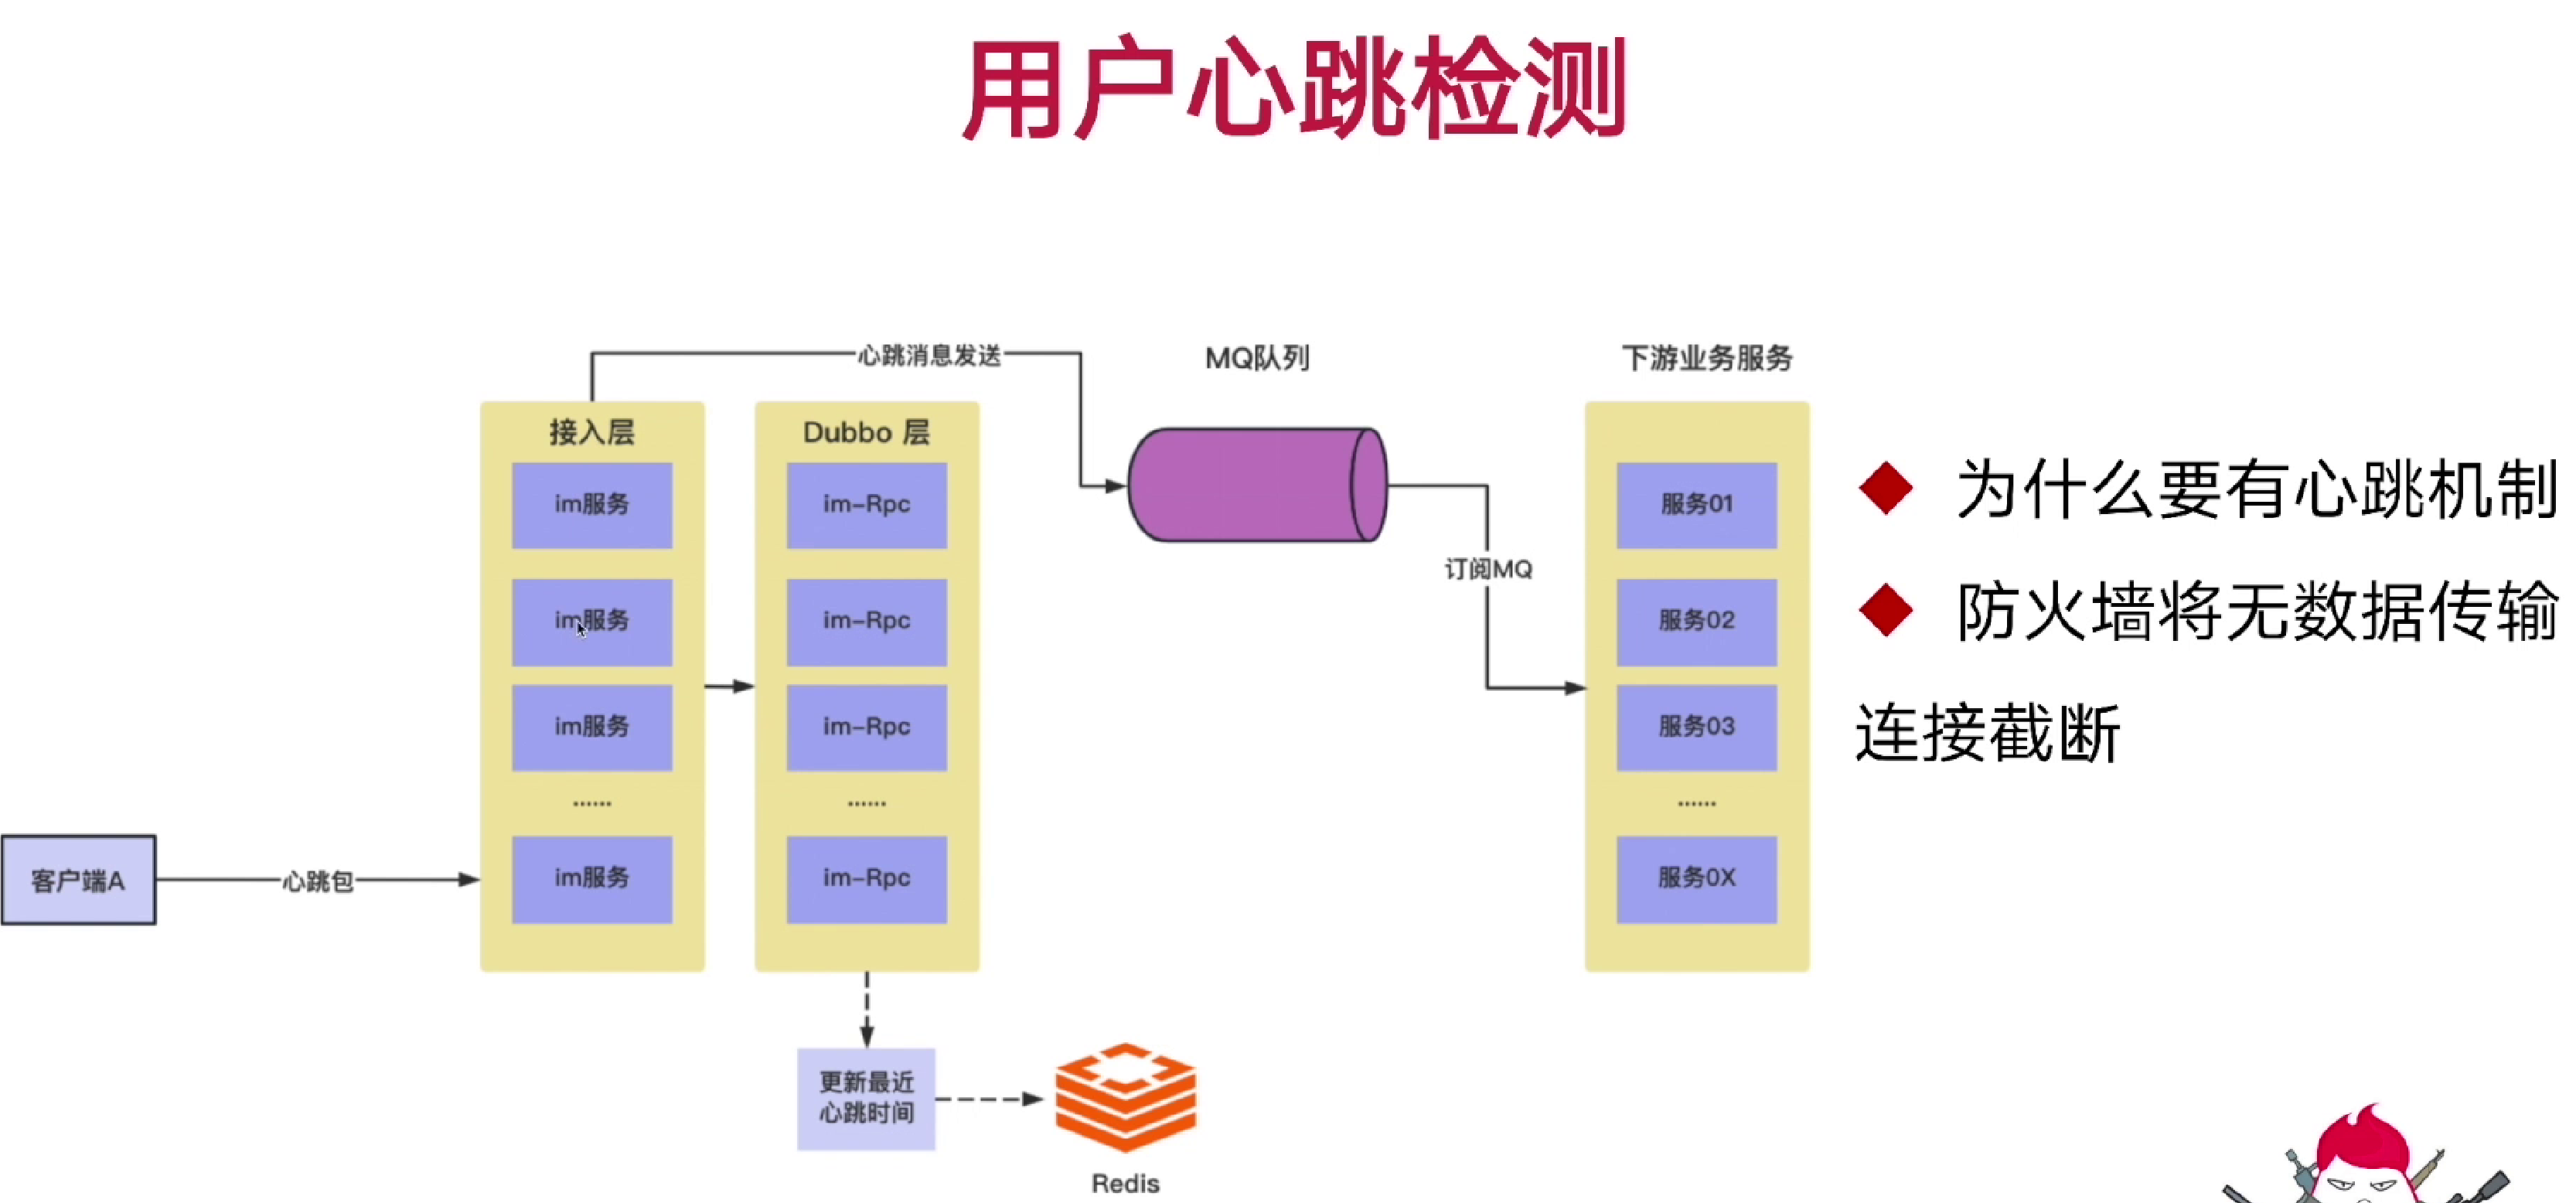 用户心跳检测
心跳消息发送
MQ队列
下游业务服务
接入层
im服务
im服务
im服务
......
im服务
Dubbo 层
im-Rpc
im-Rpc
im-Rpc
......
im-Rpc
订阅MQ
服务01
服务02
服务03
......
服务0X
客户端A
心跳包
更新最近
心跳时间
Redis
为什么要有心跳机制
防火墙将无数据传输
连接截断